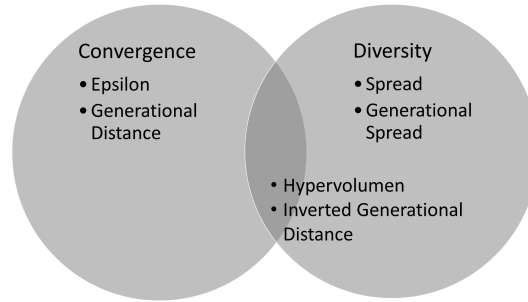 Convergence
• Epsilon
• Generational
Distance
Diversity
• Spread
• Generational
Spread
• Hypervolumen
• Inverted Generational
Distance